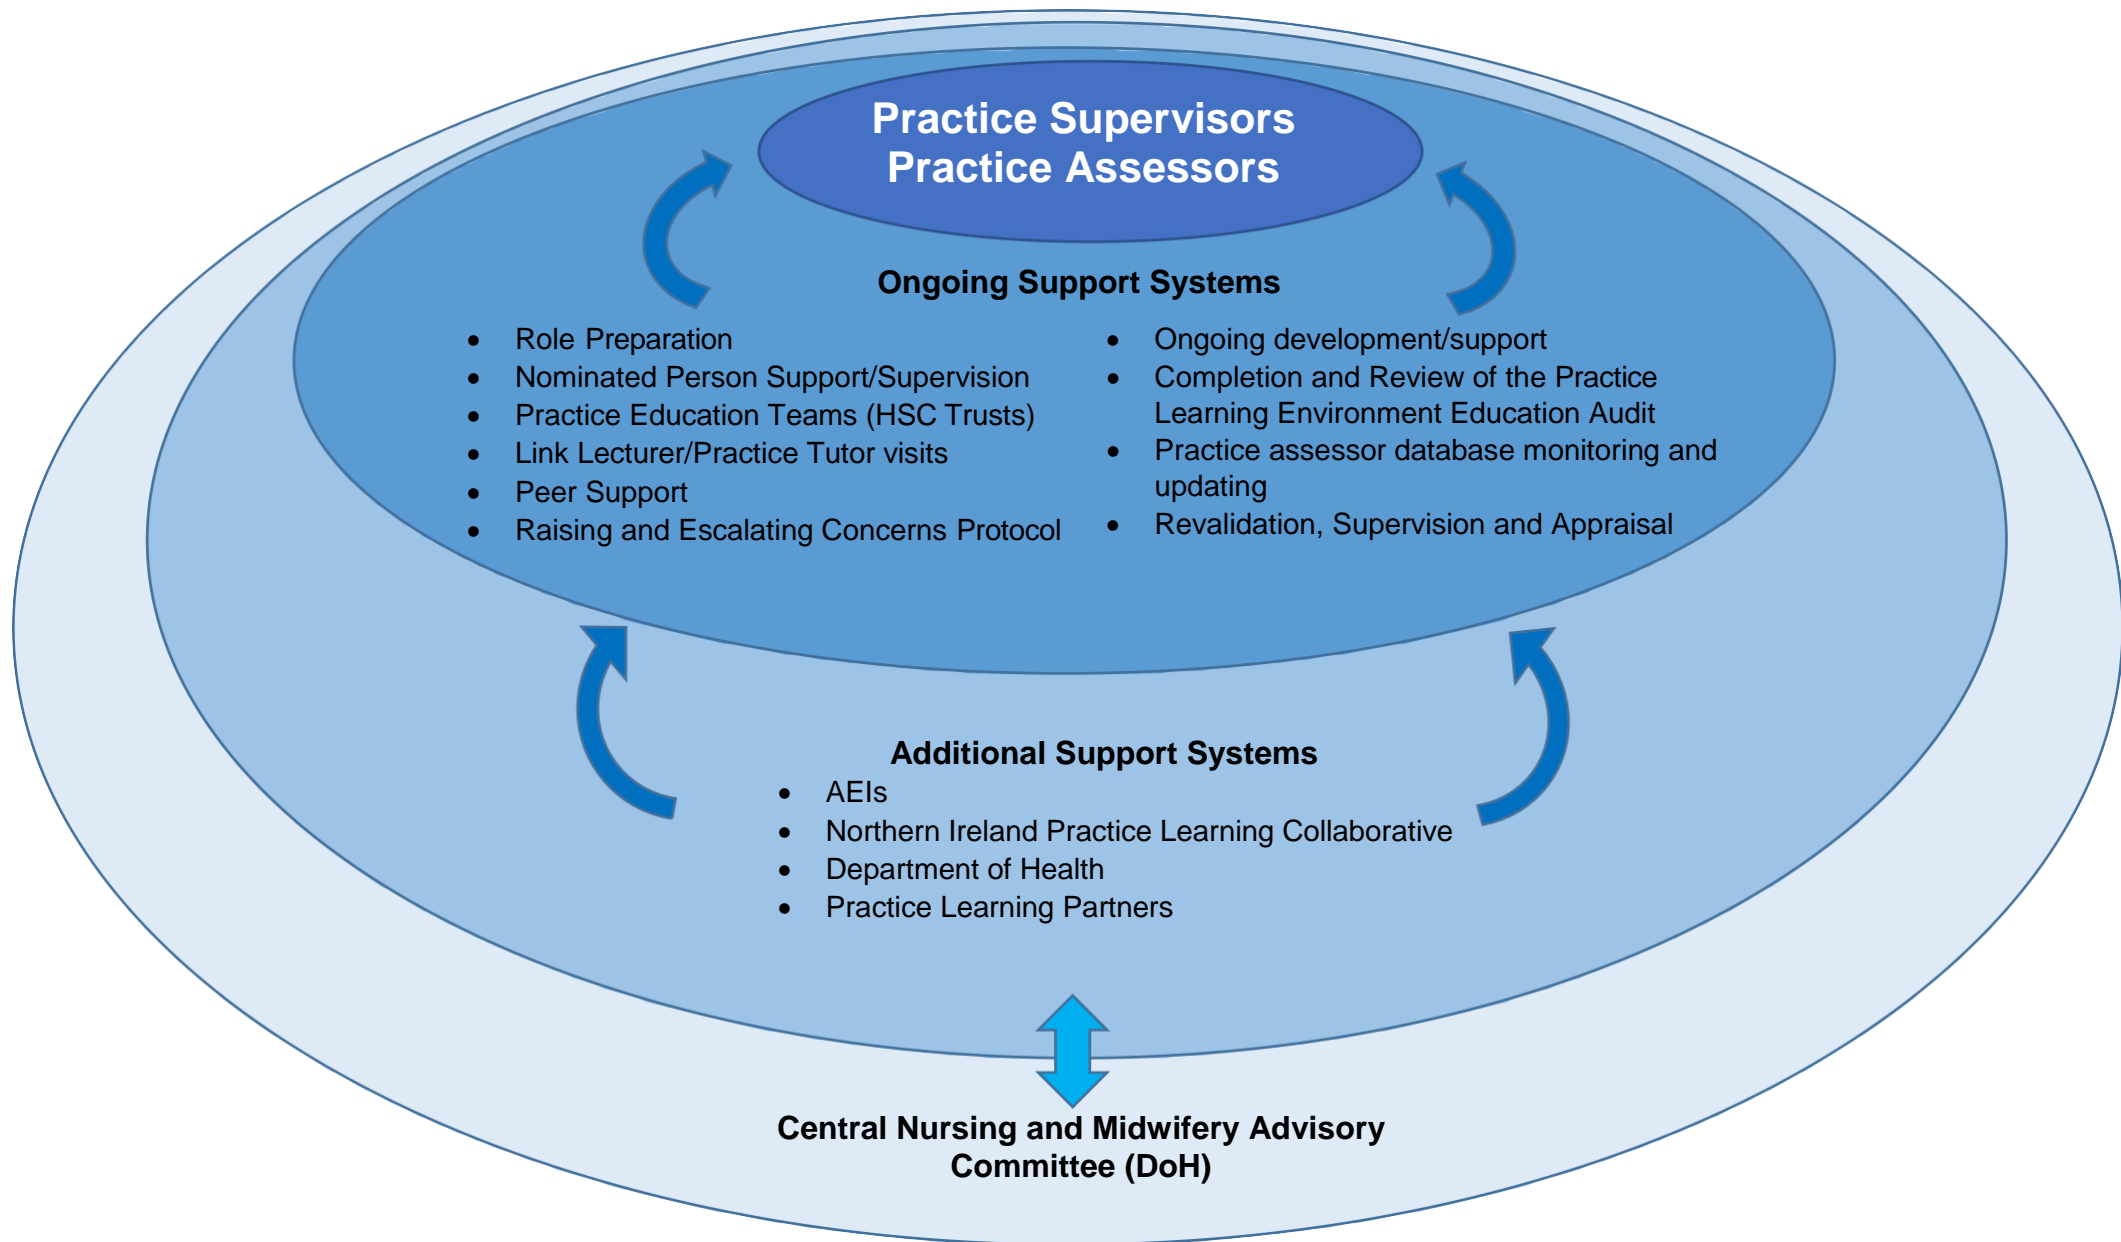 Practice Supervisors
Practice Assessors
Ongoing Support Systems
• Role Preparation
• Nominated Person Support/Supervision
• Practice Education Teams (HSC Trusts)
• Link Lecturer/Practice Tutor visits
• Peer Support
• Raising and Escalating Concerns Protocol
• Ongoing development/support
• Completion and Review of the Practice
Learning Environment Education Audit
• Practice assessor database monitoring and
updating
• Revalidation, Supervision and Appraisal
Additional Support Systems
• AEIs
• Northern Ireland Practice Learning Collaborative
• Department of Health
• Practice Learning Partners
Central Nursing and Midwifery Advisory
Committee (DoH)